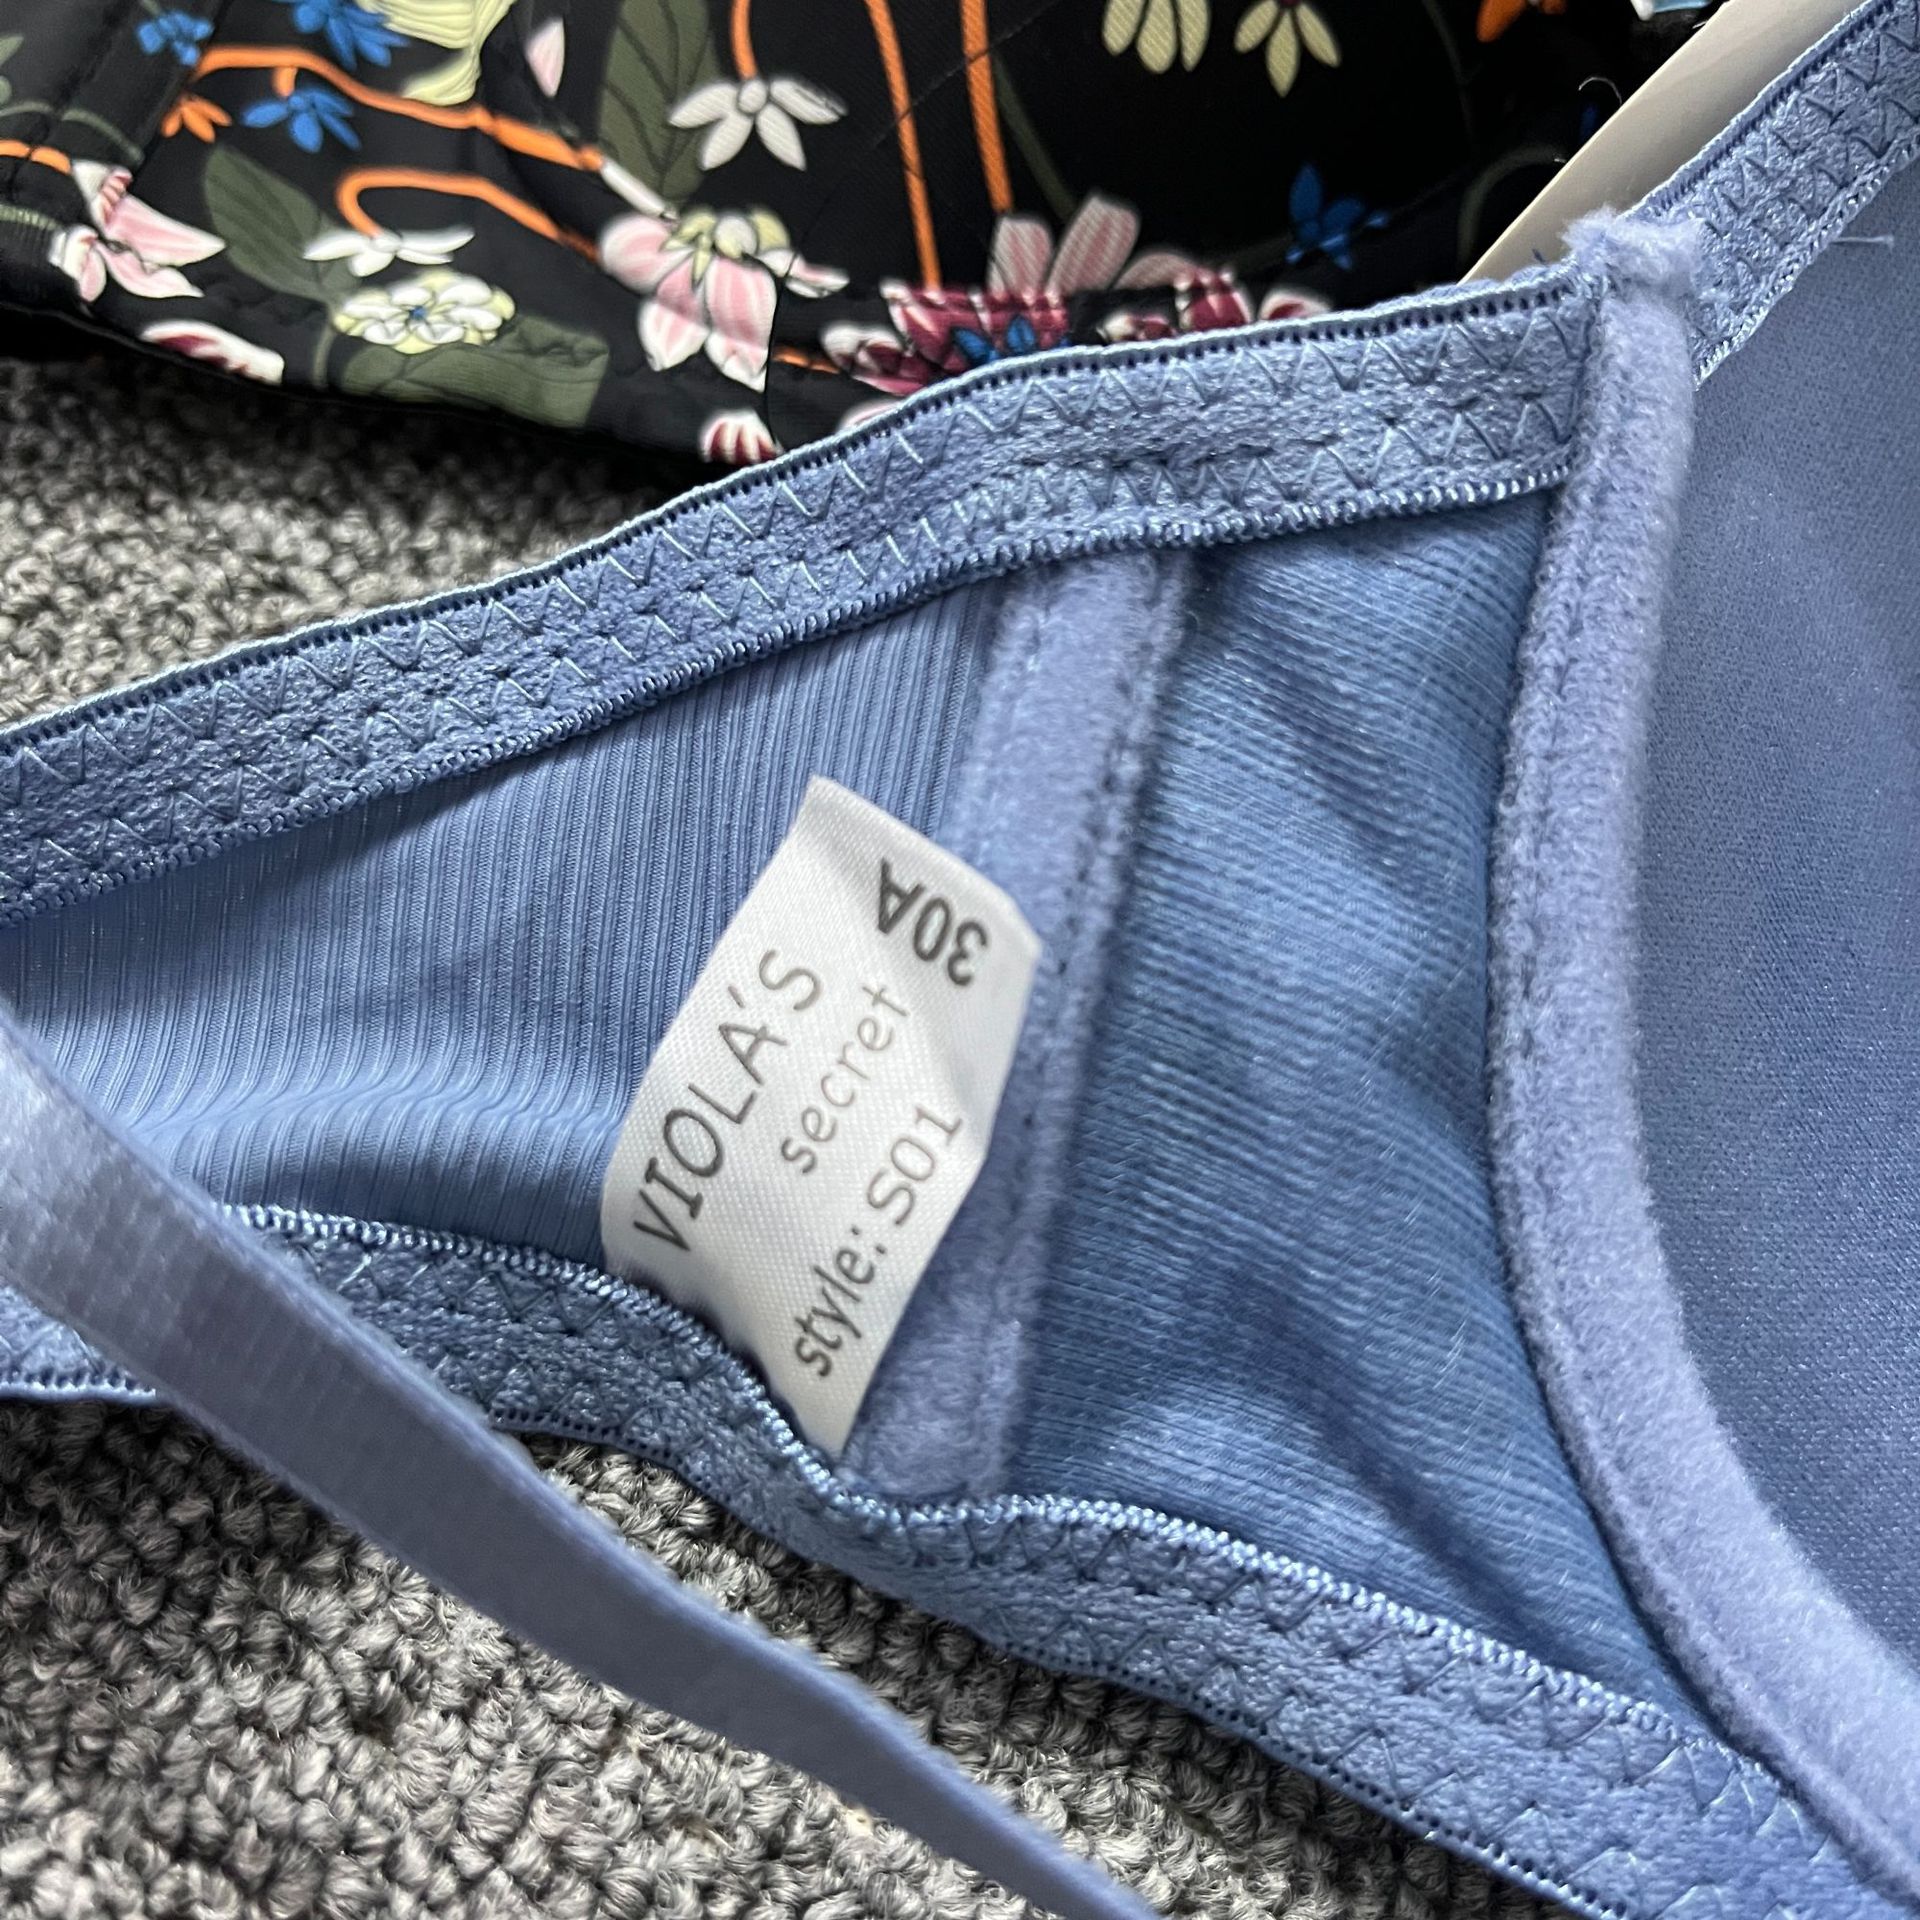 VIOLA'S
secret
style: S01
30A